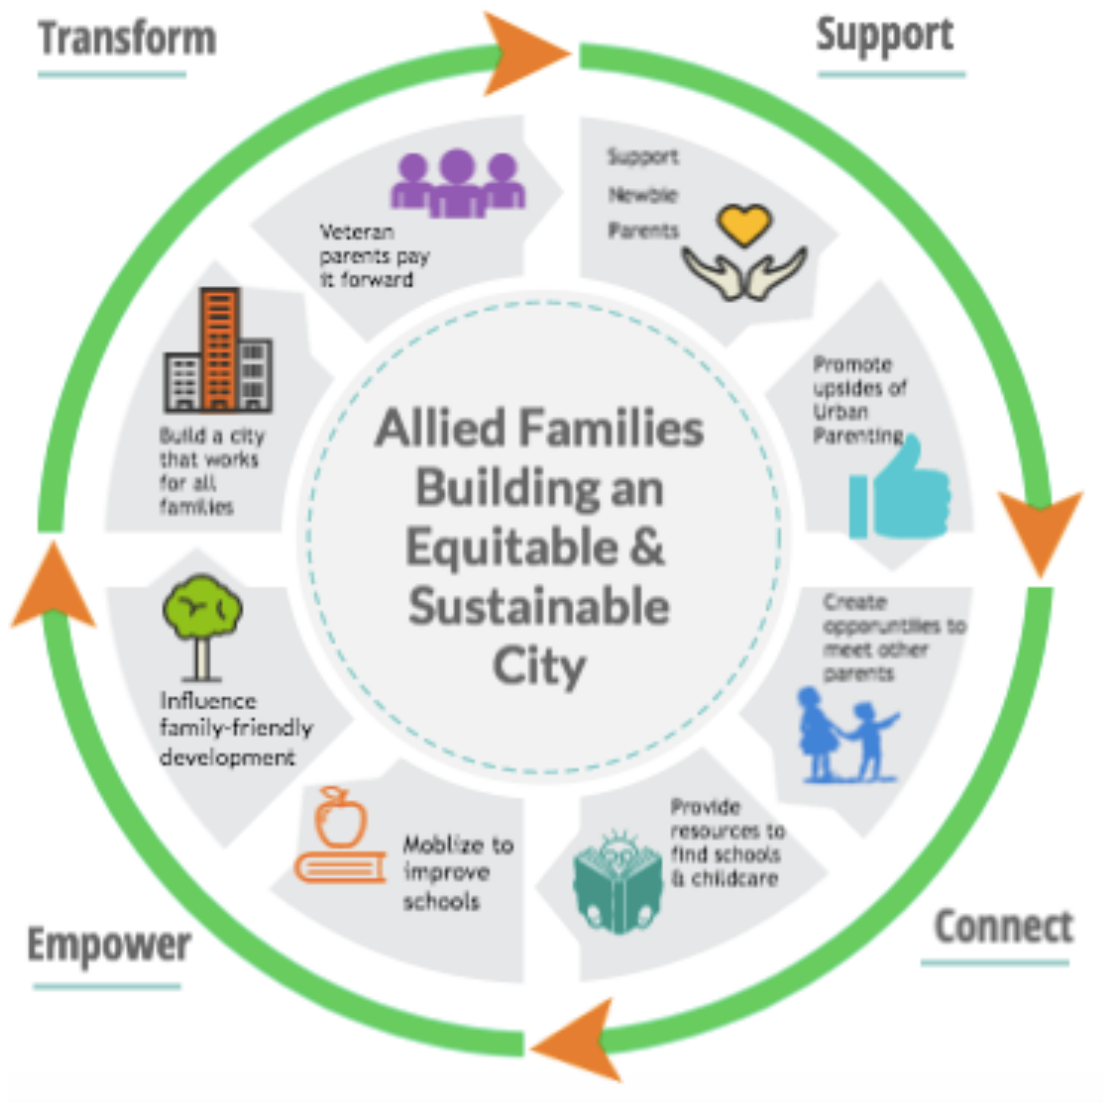 Transform
Support
Support
Newbie
Parents
Promote
upsides of
Urban
Parenting
Create
opporuntiies to
meet other
parents
Connect
Provide
resources to
find schools
& childcare
Moblize to
improve
schools
Empower
Influence
family-friendly
development
Build a city
that works
for all
families
Veteran
parents pay
it forward
Allied Families
Building an
Equitable &
Sustainable
City